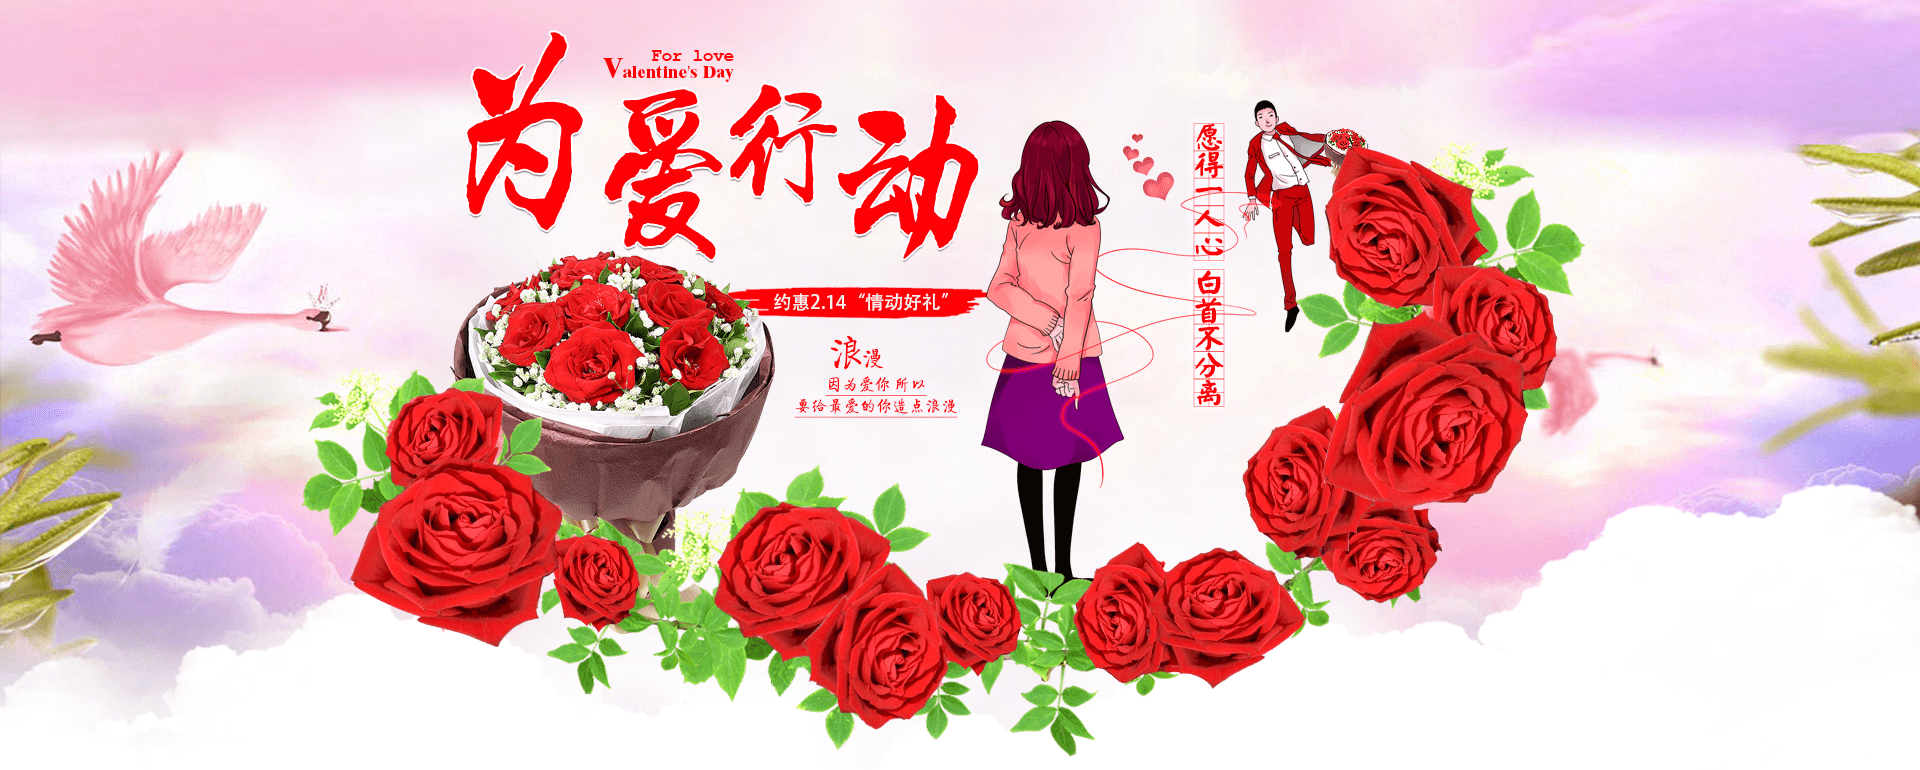 For love
Valentine's Day
为爱行动
约惠2.14 “情动好礼”
浪漫
因为爱你 所以
要给最爱的你造点浪漫
愿得一人心 白首不分离